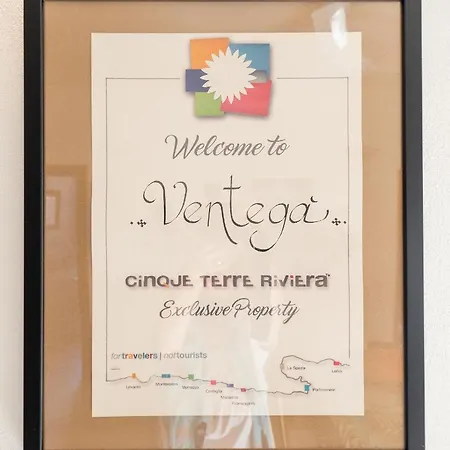 Welcome to
Ventegà
CINQUE TERRE RIVIERA
Exclusive Property
fortravelers | nottourists
Levanto
Monterosso
Vernazza
Corniglia
Manarola
Riomaggiore
La Spezia
Portovenere
Lerici